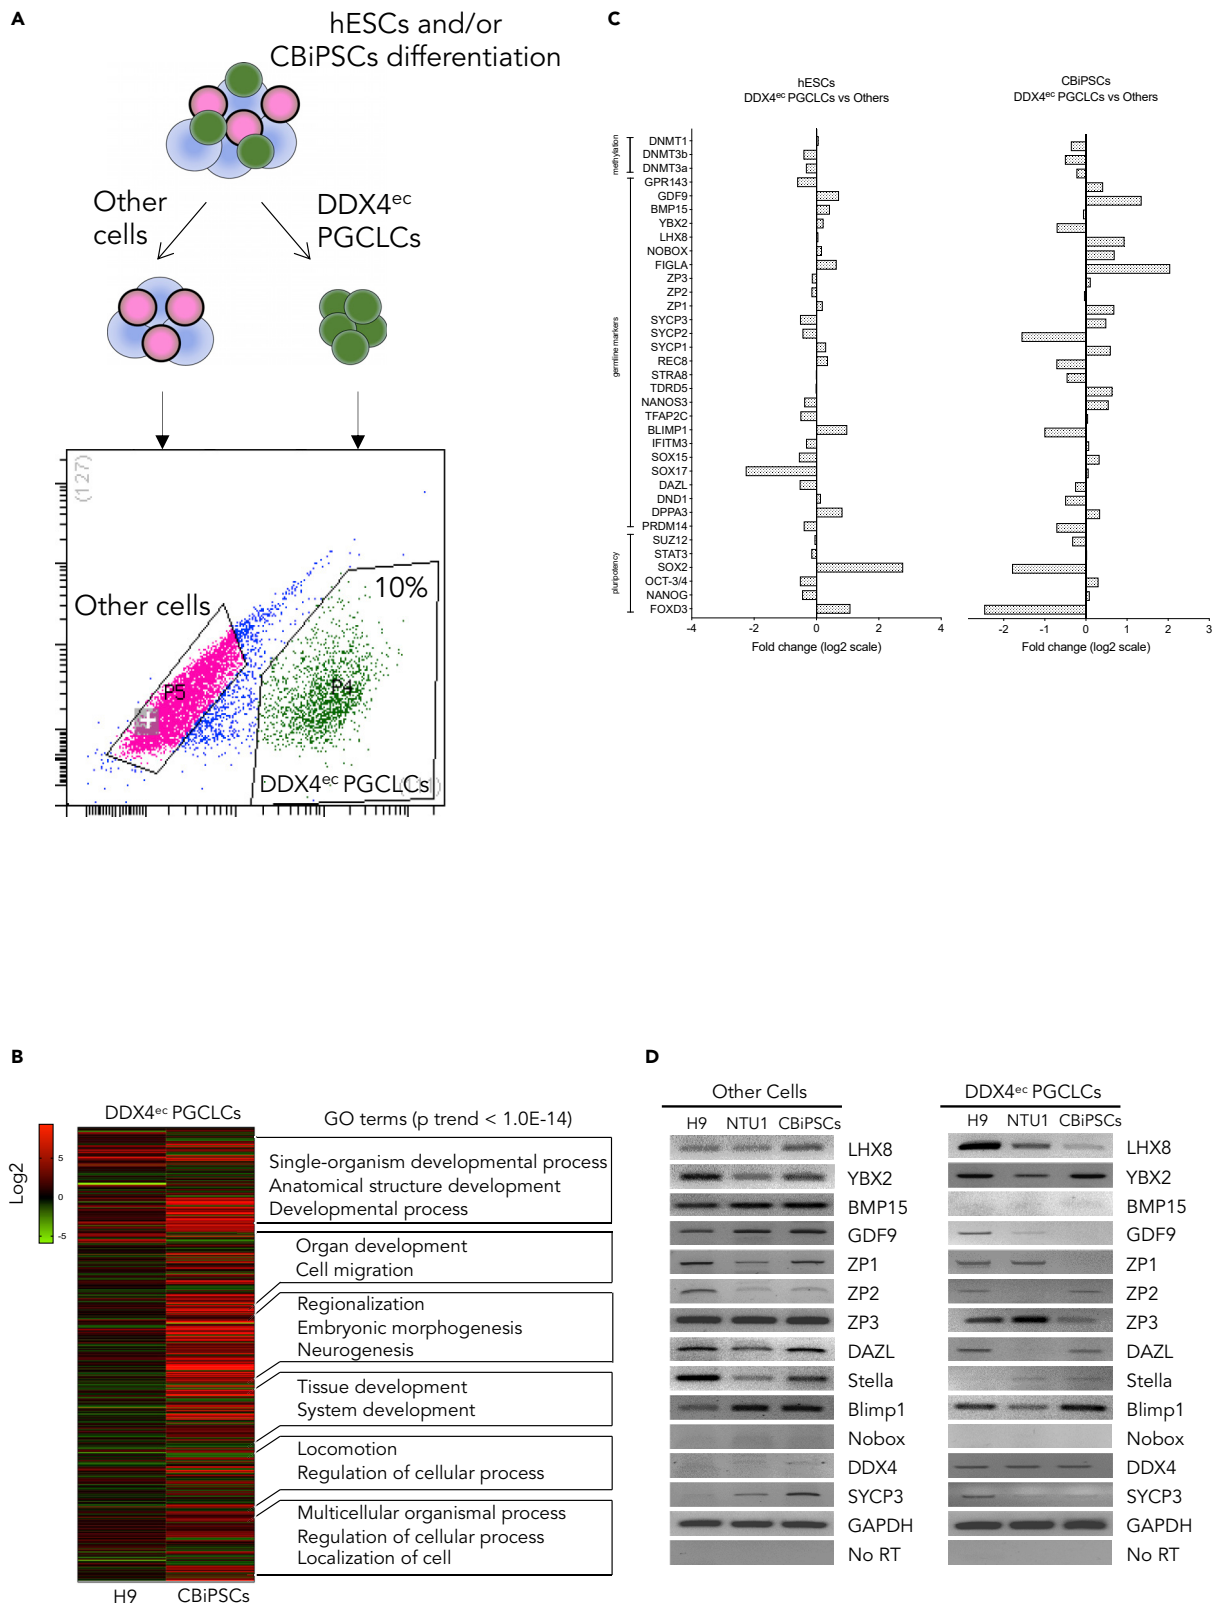 A
hESCs and/or
CBiPSCs differentiation
Other
cells
DDX4ec
PGCLCs
(127)
Other cells
10%
P5
P4
DDX4ec PGCLCs
C
hESCs
DDX4ec PGCLCs vs Others
CBiPSCs
DDX4ec PGCLCs vs Others
methylation
germline markers
pluripotency
DNMT1
DNMT3b
DNMT3a
GPR143
GDF9
BMP15
YBX2
LHX8
NOBOX
FIGLA
ZP3
ZP2
ZP1
SYCP3
SYCP2
SYCP1
REC8
STRA8
TDRD5
NANOS3
TFAP2C
BLIMP1
IFITM3
SOX15
SOX17
DAZL
DND1
DPPA3
PRDM14
SUZ12
STAT3
SOX2
OCT-3/4
NANOG
FOXD3
-4 -2 0 2 4
Fold change (log2 scale)
-2 -1 0 1 2 3
Fold change (log2 scale)
B
DDX4ec PGCLCs
GO terms (p trend < 1.0E-14)
Log2
5
0
-5
Single-organism developmental process
Anatomical structure development
Developmental process
Organ development
Cell migration
Regionalization
Embryonic morphogenesis
Neurogenesis
Tissue development
System development
Locomotion
Regulation of cellular process
Multicellular organismal process
Regulation of cellular process
Localization of cell
H9 CBiPSCs
D
Other Cells
H9 NTU1 CBiPSCs
LHX8
YBX2
BMP15
GDF9
ZP1
ZP2
ZP3
DAZL
Stella
Blimp1
Nobox
DDX4
SYCP3
GAPDH
No RT
DDX4ec PGCLCs
H9 NTU1 CBiPSCs
LHX8
YBX2
BMP15
GDF9
ZP1
ZP2
ZP3
DAZL
Stella
Blimp1
Nobox
DDX4
SYCP3
GAPDH
No RT